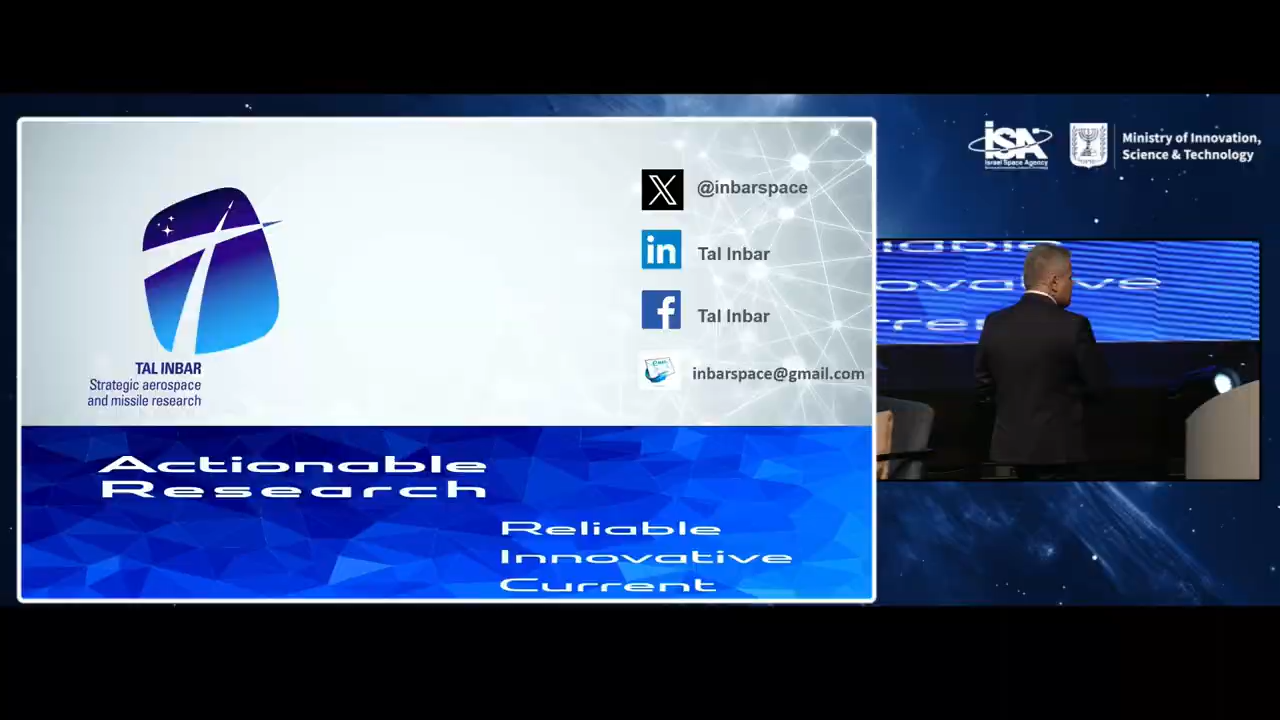 TAL INBAR
Strategic aerospace
and missile research
@inbarspace
Tal Inbar
Tal Inbar
inbarspace@gmail.com
Actionable
Research
Reliable
Innovative
Current
ISA
Israel Space Agency
Ministry of Innovation,
Science & Technology